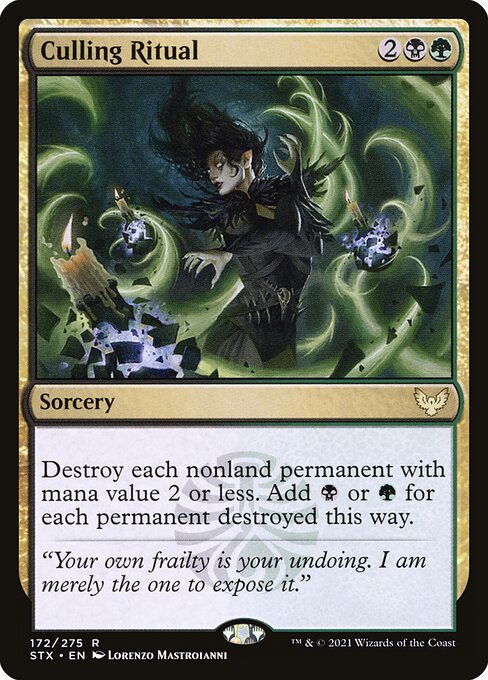 Culling Ritual 2
Sorcery
Destroy each nonland permanent with
mana value 2 or less. Add or for
each permanent destroyed this way.
“Your own frailty is your undoing. I am
merely the one to expose it.”
172/275 R
STX • EN Lorenzo Mastroianni
™ & © 2021 Wizards of the Coast